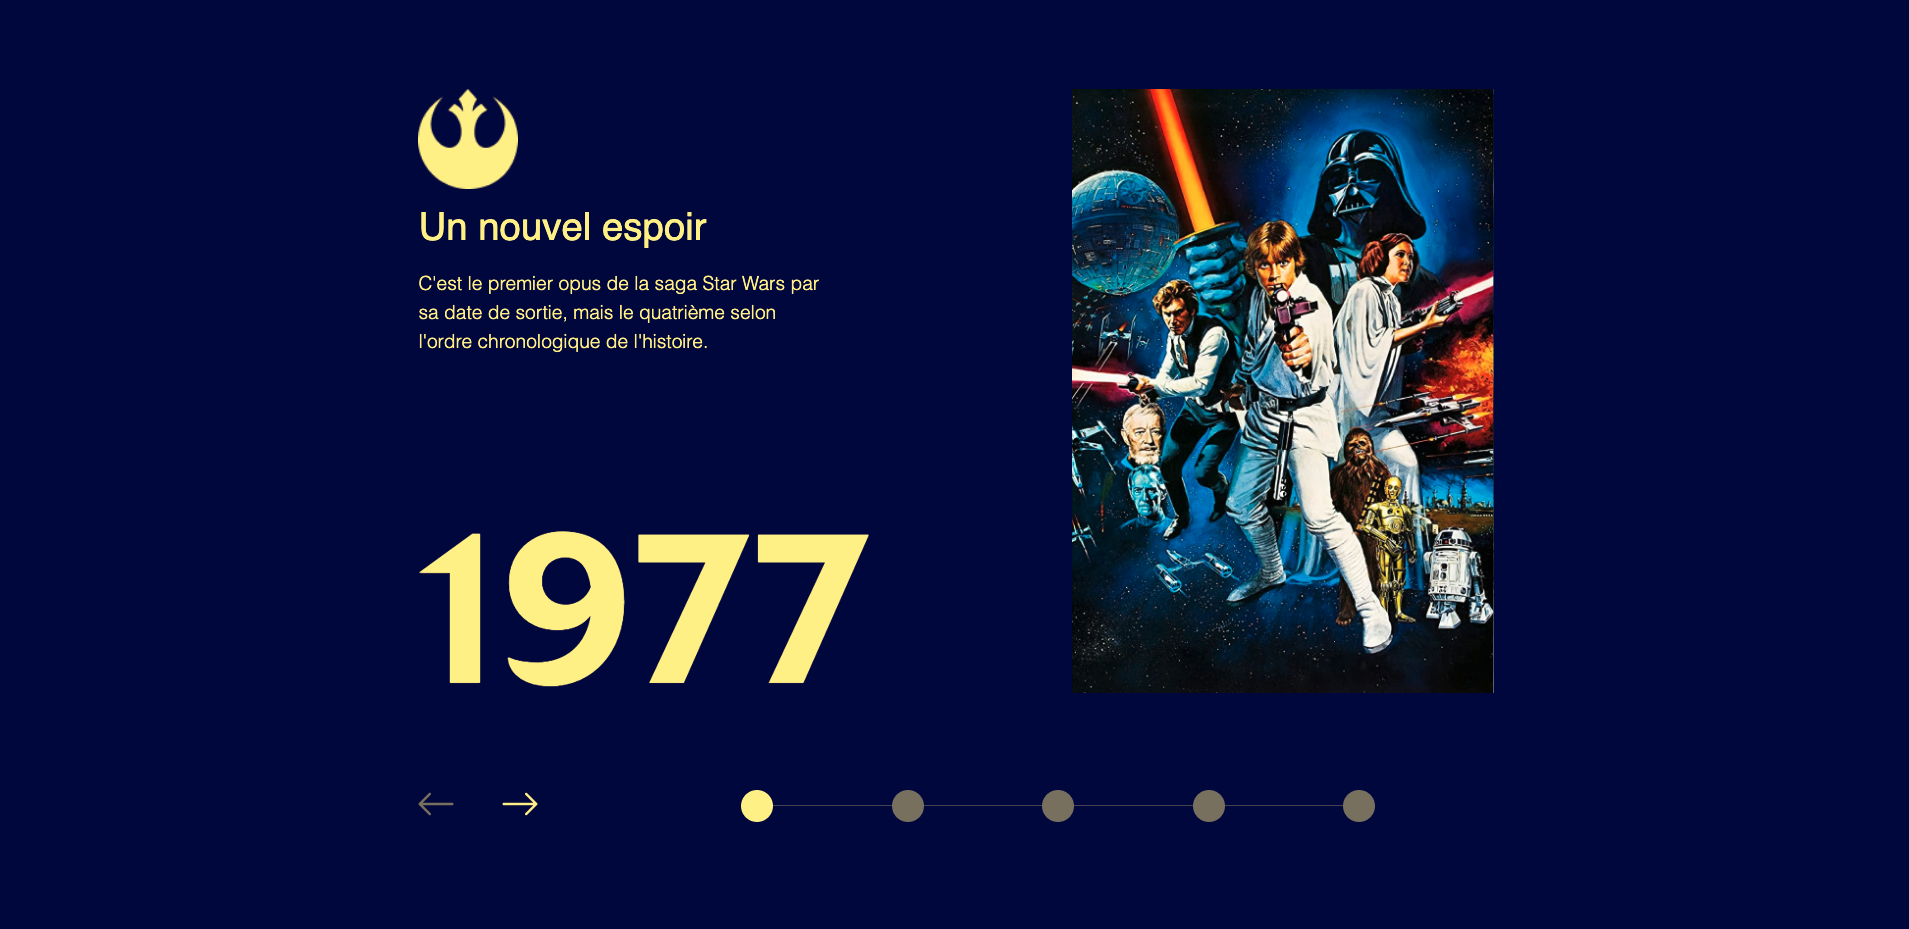 Un nouvel espoir
C'est le premier opus de la saga Star Wars par
sa date de sortie, mais le quatrième selon
l'ordre chronologique de l'histoire.
1977